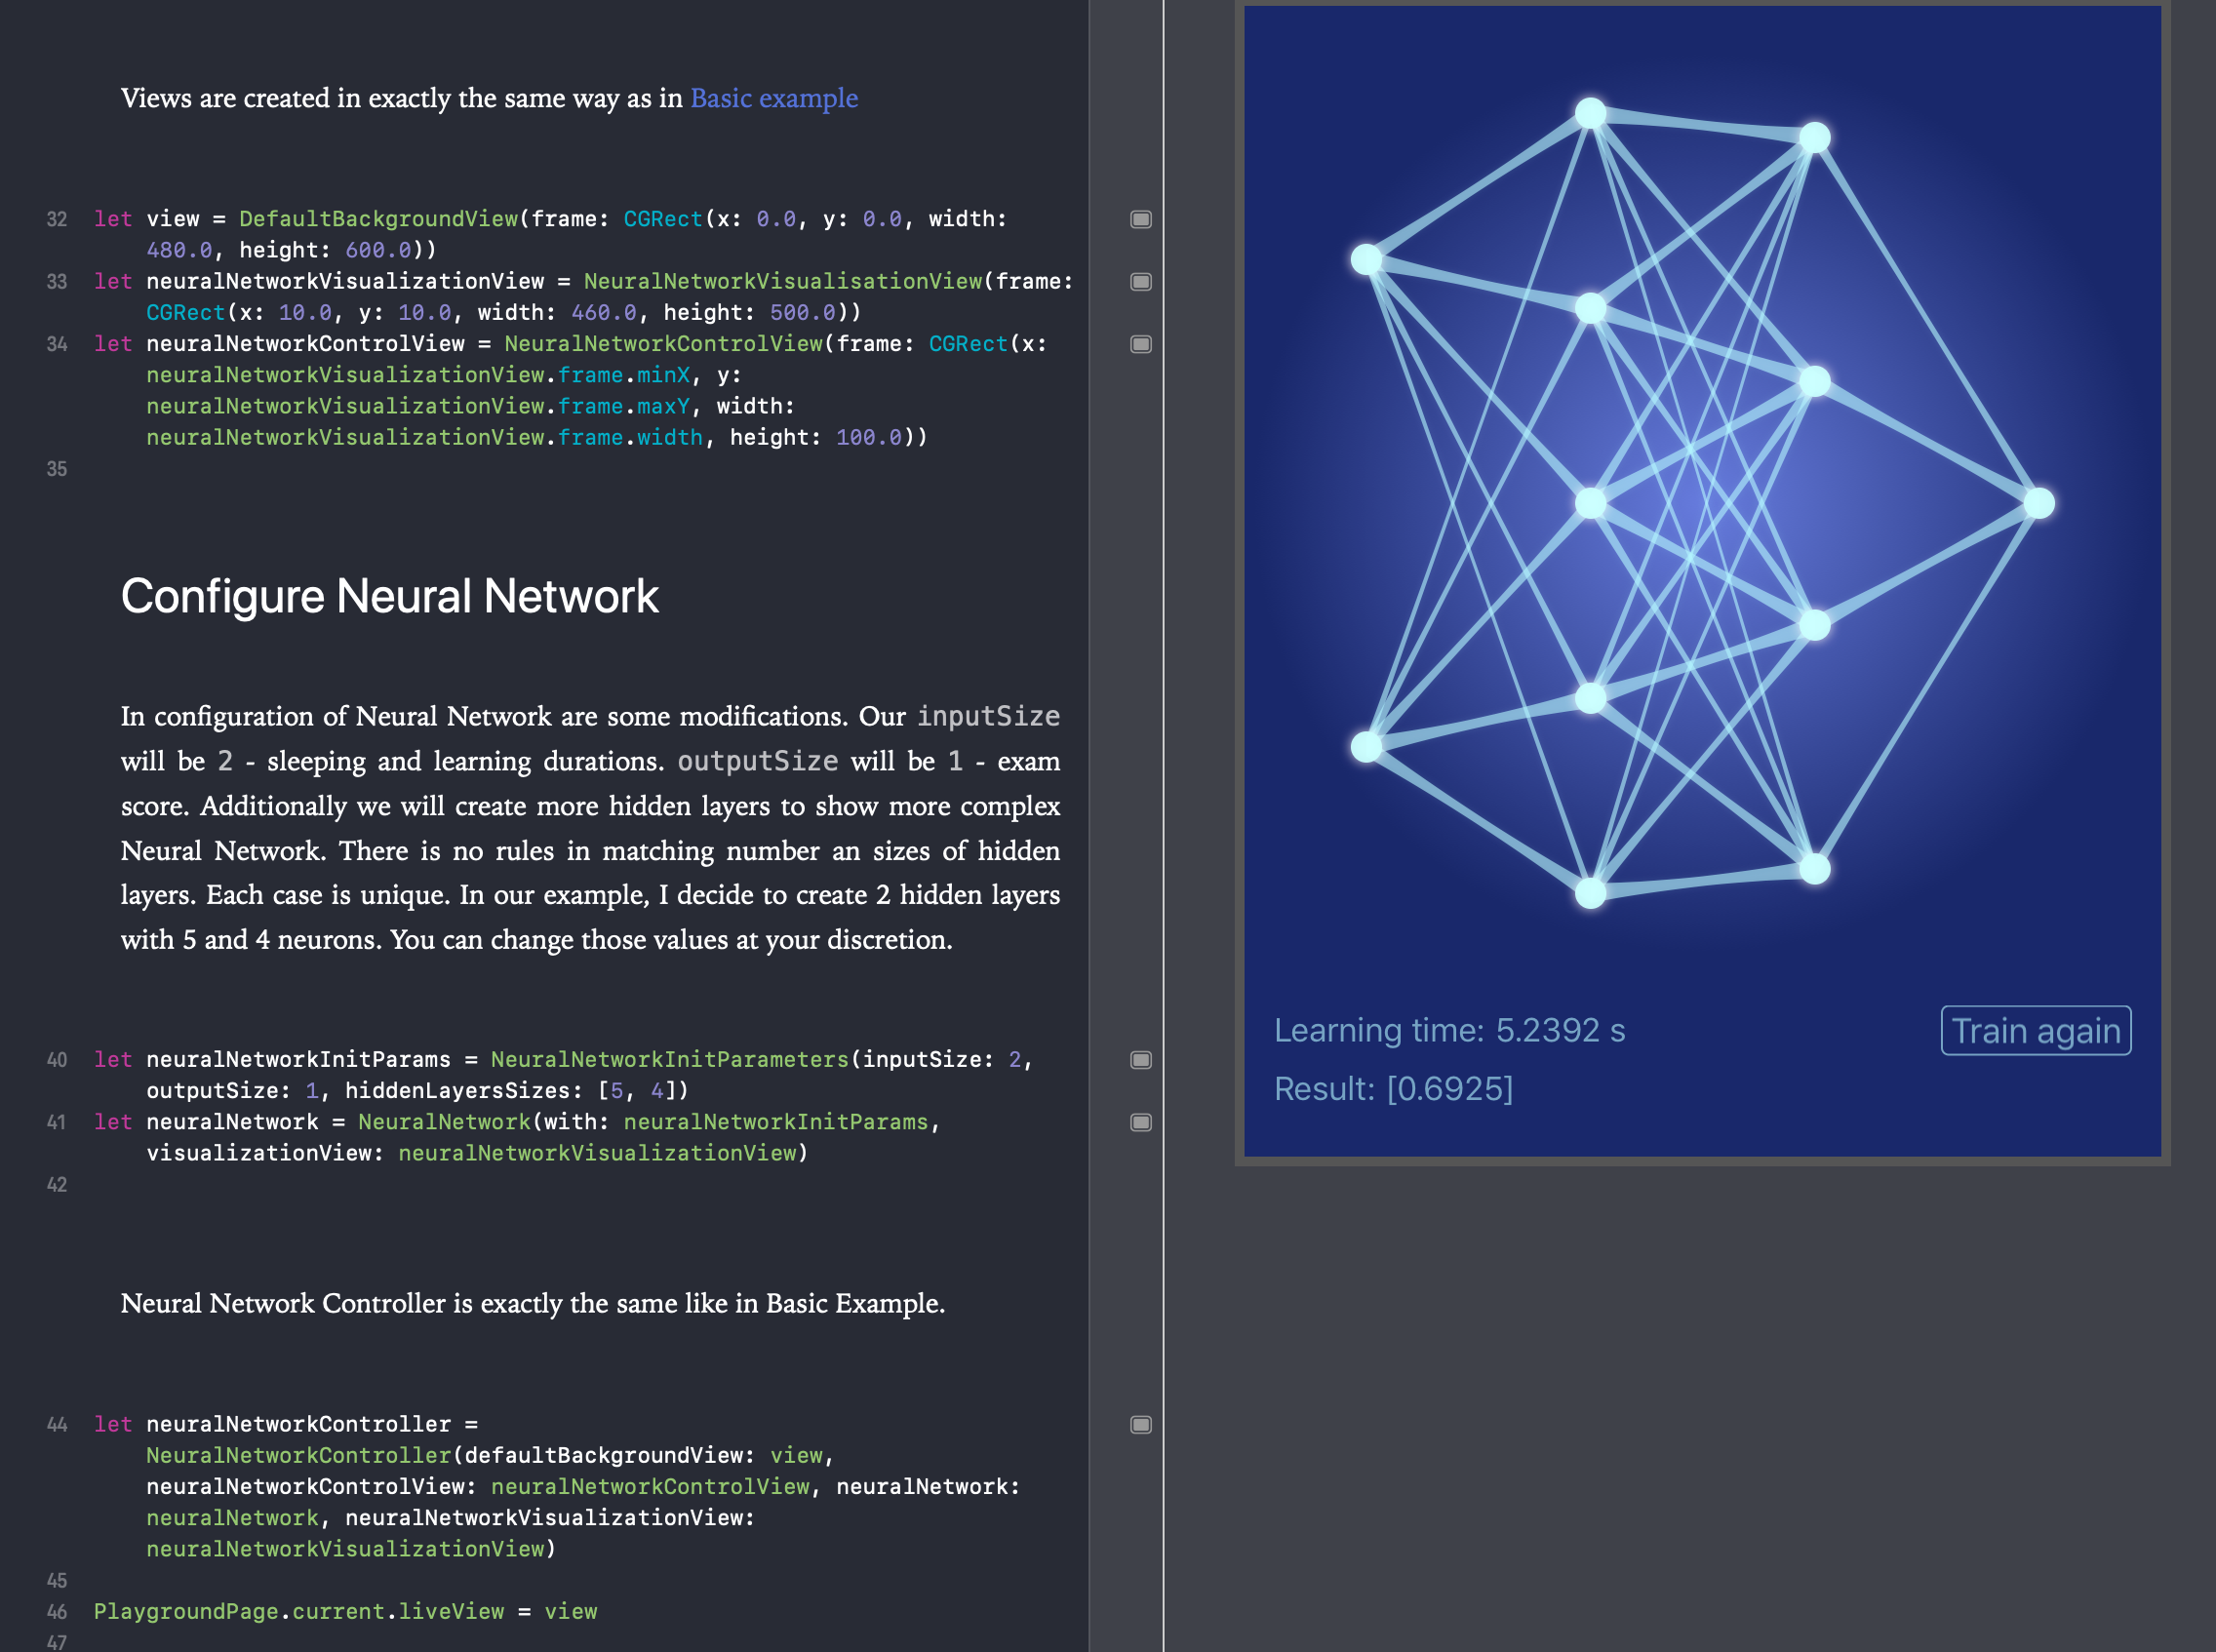 Views are created in exactly the same way as in Basic example
32 let view = DefaultBackgroundView(frame: CGRect(x: 0.0, y: 0.0, width:
480.0, height: 600.0))
33 let neuralNetworkVisualizationView = NeuralNetworkVisualisationView(frame:
CGRect(x: 10.0, y: 10.0, width: 460.0, height: 500.0))
34 let neuralNetworkControlView = NeuralNetworkControlView(frame: CGRect(x:
neuralNetworkVisualizationView.frame.minX, y:
neuralNetworkVisualizationView.frame.maxY, width:
neuralNetworkVisualizationView.frame.width, height: 100.0))
35
Configure Neural Network
In configuration of Neural Network are some modifications. Our inputSize
will be 2 - sleeping and learning durations. outputSize will be 1 - exam
score. Additionally we will create more hidden layers to show more complex
Neural Network. There is no rules in matching number an sizes of hidden
layers. Each case is unique. In our example, I decide to create 2 hidden layers
with 5 and 4 neurons. You can change those values at your discretion.
40 let neuralNetworkInitParams = NeuralNetworkInitParameters(inputSize: 2,
outputSize: 1, hiddenLayersSizes: [5, 4])
41 let neuralNetwork = NeuralNetwork(with: neuralNetworkInitParams,
visualizationView: neuralNetworkVisualizationView)
42
Neural Network Controller is exactly the same like in Basic Example.
44 let neuralNetworkController =
NeuralNetworkController(defaultBackgroundView: view,
neuralNetworkControlView: neuralNetworkControlView, neuralNetwork:
neuralNetwork, neuralNetworkVisualizationView:
neuralNetworkVisualizationView)
45
46 PlaygroundPage.current.liveView = view
47
Learning time: 5.2392 s
Train again
Result: [0.6925]